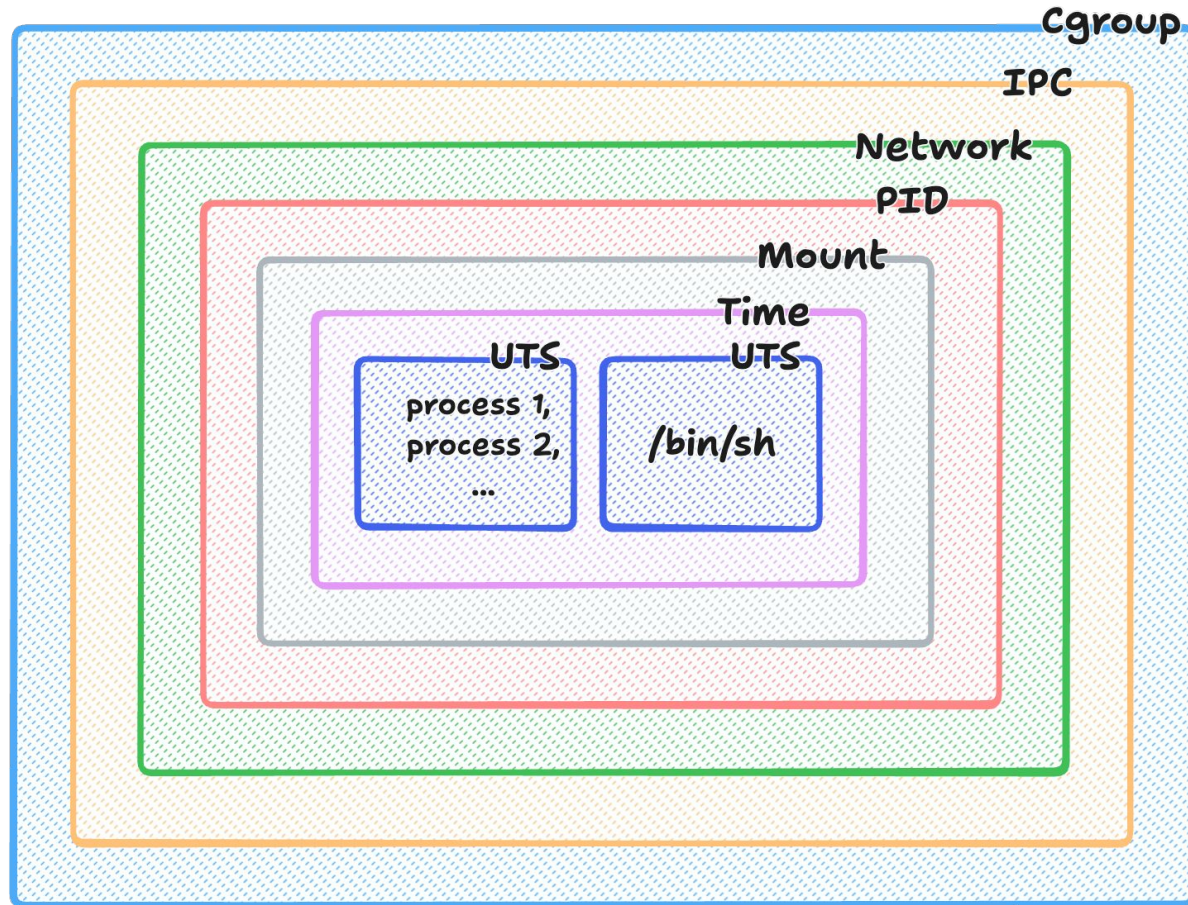 Cgroup
IPC
Network
PID
Mount
Time
UTS
UTS
process 1,
process 2,
...
/bin/sh